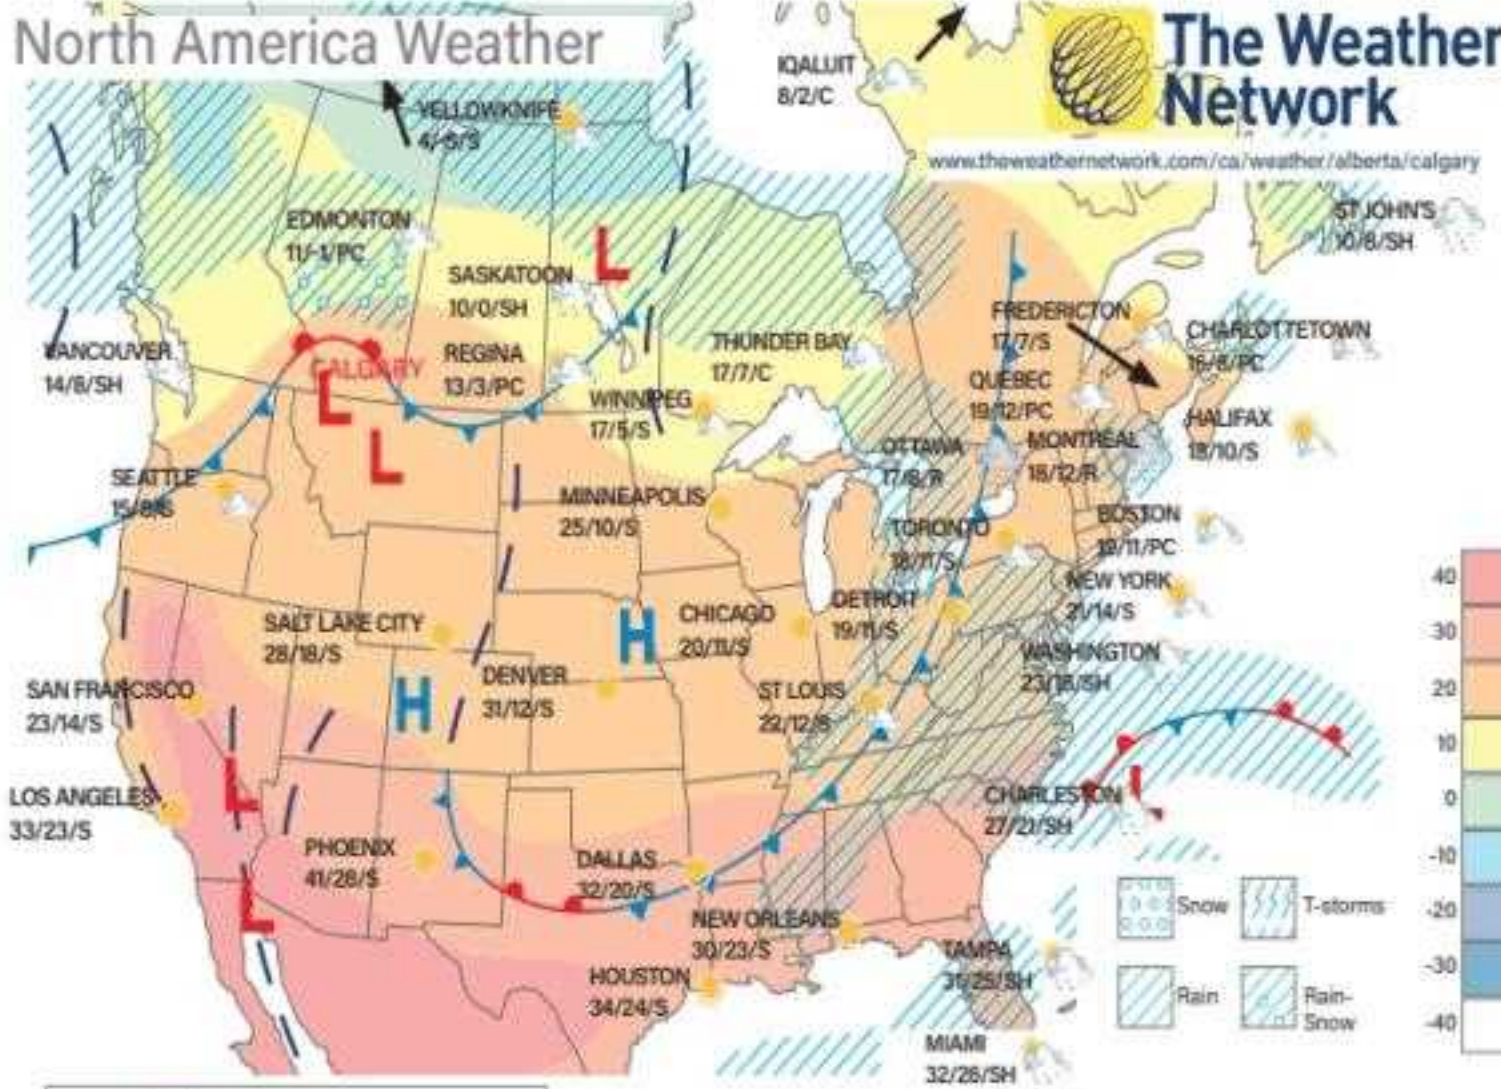 North America Weather
The Weather
Network
www.theweathernetwork.com/ca/weather/alberta/calgary
IQALUIT
8/2/C
YELLOWKNIFE
4/-5/S
ST JOHN'S
10/8/SH
EDMONTON
11/-1/PC
L
SASKATOON
10/0/SH
FREDERICTON
17/7/S
CHARLOTTETOWN
16/8/PC
VANCOUVER
14/8/SH
CALGARY
REGINA
13/3/PC
THUNDER BAY
17/7/C
QUEBEC
19/12/PC
L
WINNIPEG
17/5/S
HALIFAX
18/10/S
L
OTTAWA
17/8/R
MONTRÉAL
18/12/R
SEATTLE
15/8/S
MINNEAPOLIS
25/10/S
TORONTO
18/11/S
BOSTON
19/11/PC
NEW YORK
21/14/S
SALT LAKE CITY
28/18/S
H
CHICAGO
20/11/S
DETROIT
19/11/S
WASHINGTON
23/18/SH
SAN FRANCISCO
23/14/S
H
DENVER
31/12/S
ST LOUIS
22/12/S
L
LOS ANGELES
33/23/S
CHARLESTON
27/21/SH
L
PHOENIX
41/28/S
DALLAS
32/20/S
L
NEW ORLEANS
30/23/S
TAMPA
31/25/SH
HOUSTON
34/24/S
MIAMI
32/26/SH
Snow
T-storms
Rain
Rain-
Snow
40
30
20
10
0
-10
-20
-30
-40